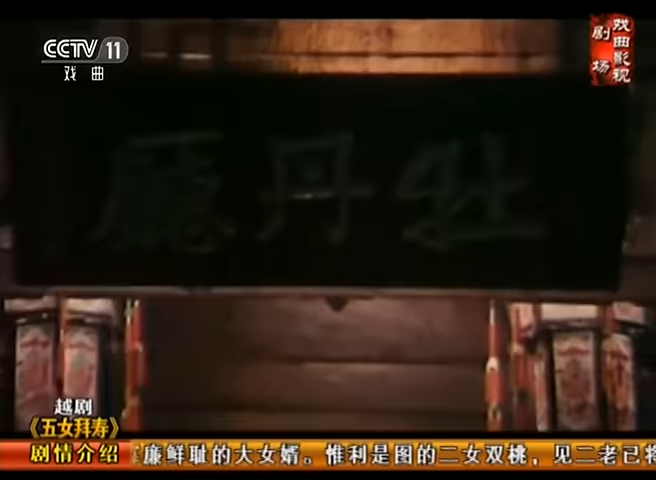 CCTV 11
戏曲
戏曲影视
剧场
廳丹牡
越剧
《五女拜寿》
剧情介绍
廉鲜耻的大女婿。惟利是图的二女双桃，见二老已将